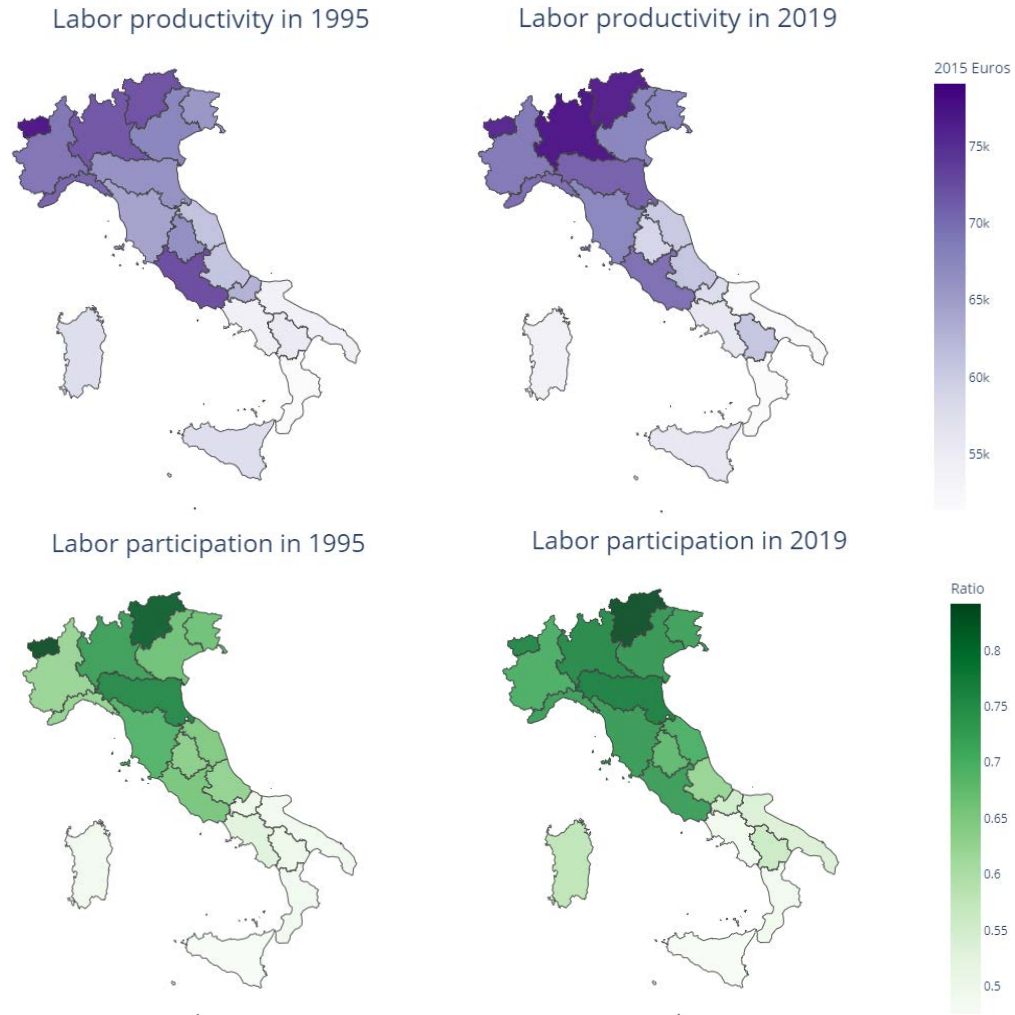 Labor productivity in 1995
Labor productivity in 2019
2015 Euros
75k
70k
65k
60k
55k
Labor participation in 1995
Labor participation in 2019
Ratio
0.8
0.75
0.7
0.65
0.6
0.55
0.5